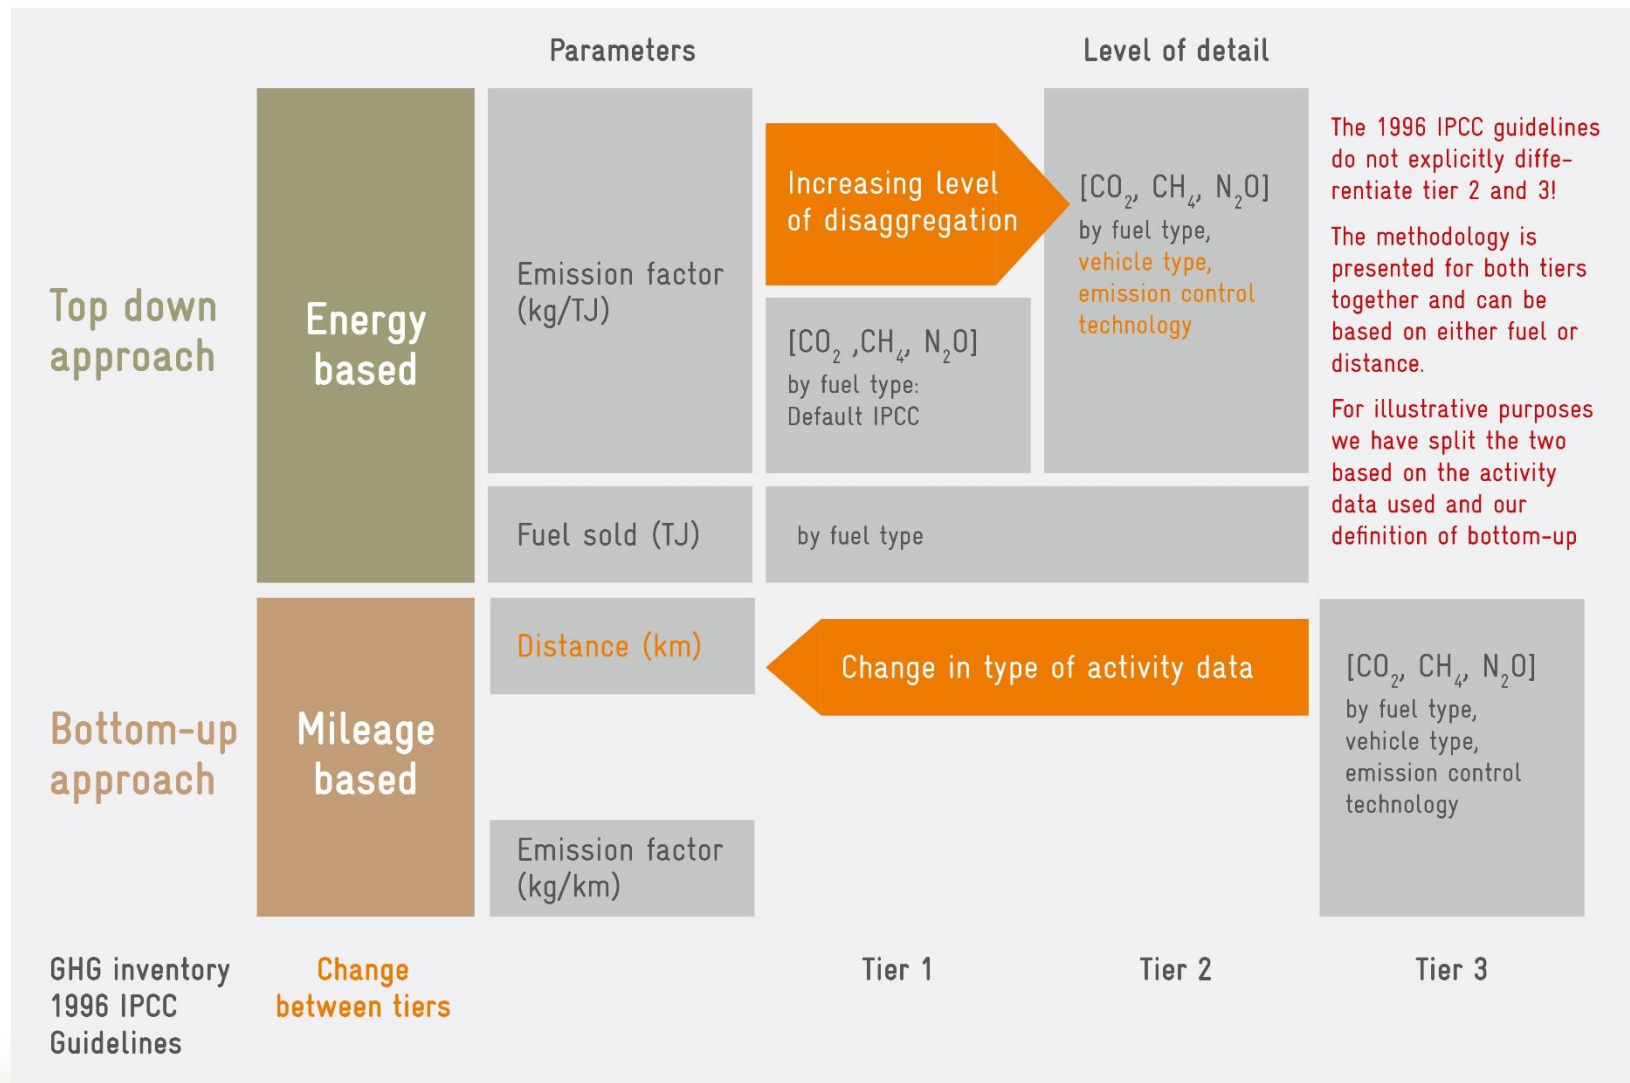 Parameters
Level of detail
Top down
approach
Energy
based
Emission factor
(kg/TJ)
Increasing level
of disaggregation
[CO₂ ,CH₄, N₂O]
by fuel type:
Default IPCC
[CO₂, CH₄, N₂O]
by fuel type,
vehicle type,
emission control
technology
The 1996 IPCC guidelines
do not explicitly diffe-
rentiate tier 2 and 3!
The methodology is
presented for both tiers
together and can be
based on either fuel or
distance.
For illustrative purposes
we have split the two
based on the activity
data used and our
definition of bottom-up
Fuel sold (TJ)
by fuel type
Bottom-up
approach
Mileage
based
Distance (km)
Change in type of activity data
Emission factor
(kg/km)
[CO₂, CH₄, N₂O]
by fuel type,
vehicle type,
emission control
technology
GHG inventory
1996 IPCC
Guidelines
Change
between tiers
Tier 1
Tier 2
Tier 3